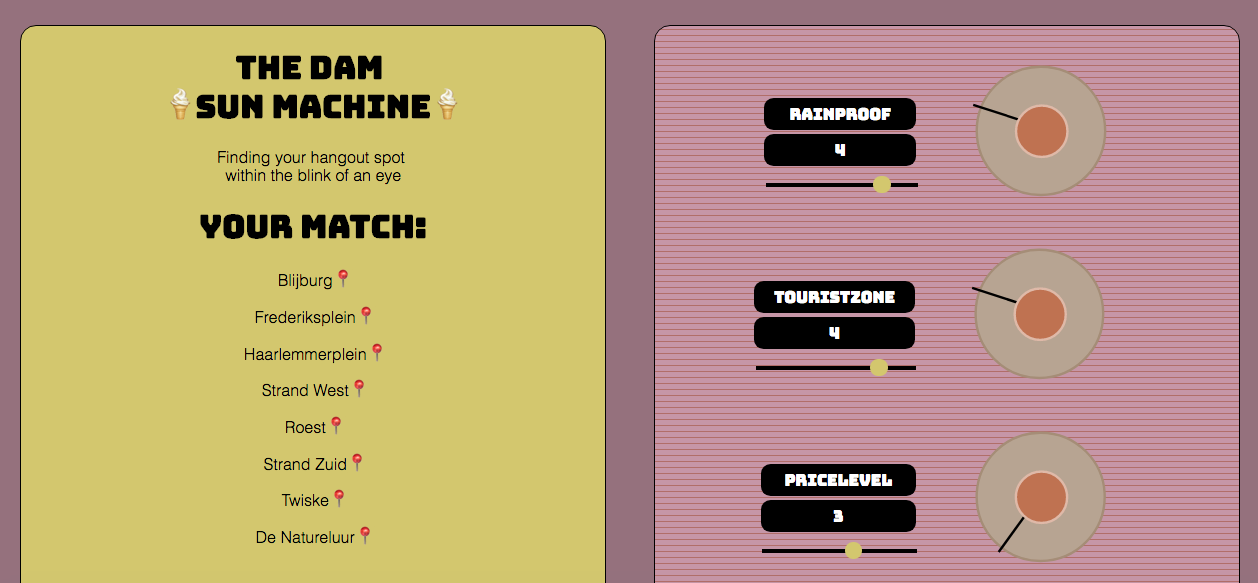 THE DAM
SUN MACHINE
Finding your hangout spot
within the blink of an eye
YOUR MATCH:
Blijburg
Frederiksplein
Haarlemmerplein
Strand West
Roest
Strand Zuid
Twiske
De Natureluur
RAINPROOF
4
TOURISTZONE
4
PRICELEVEL
3